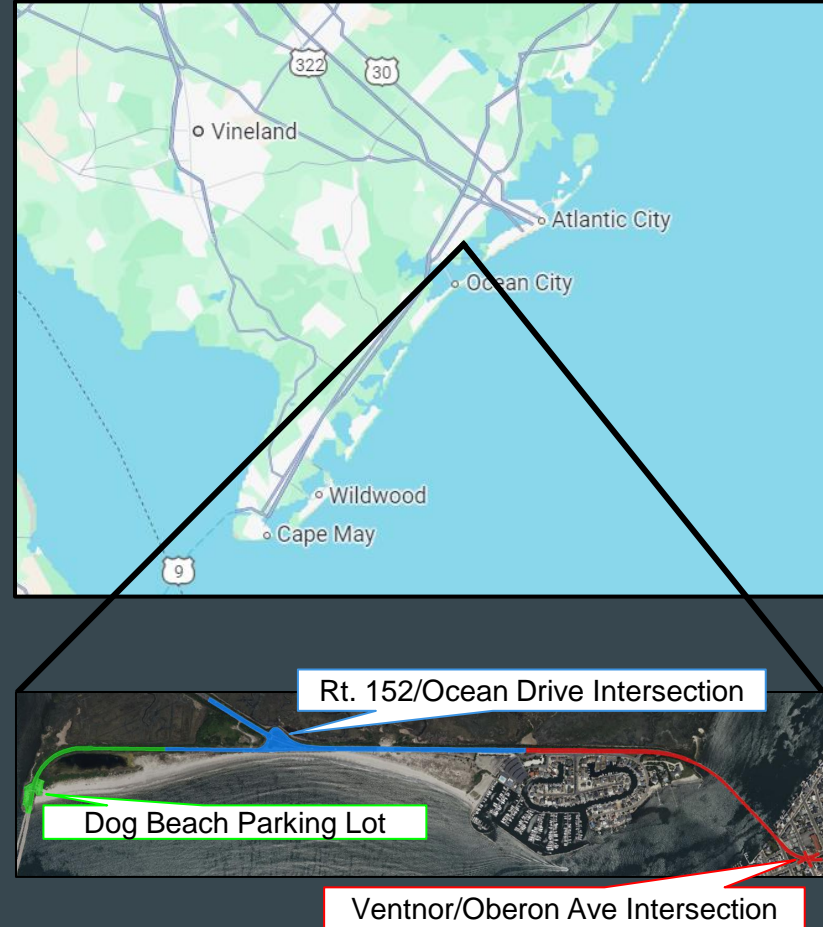 322
30
Vineland
Atlantic City
Ocean City
Wildwood
Cape May
9
Rt. 152/Ocean Drive Intersection
Dog Beach Parking Lot
Ventnor/Oberon Ave Intersection